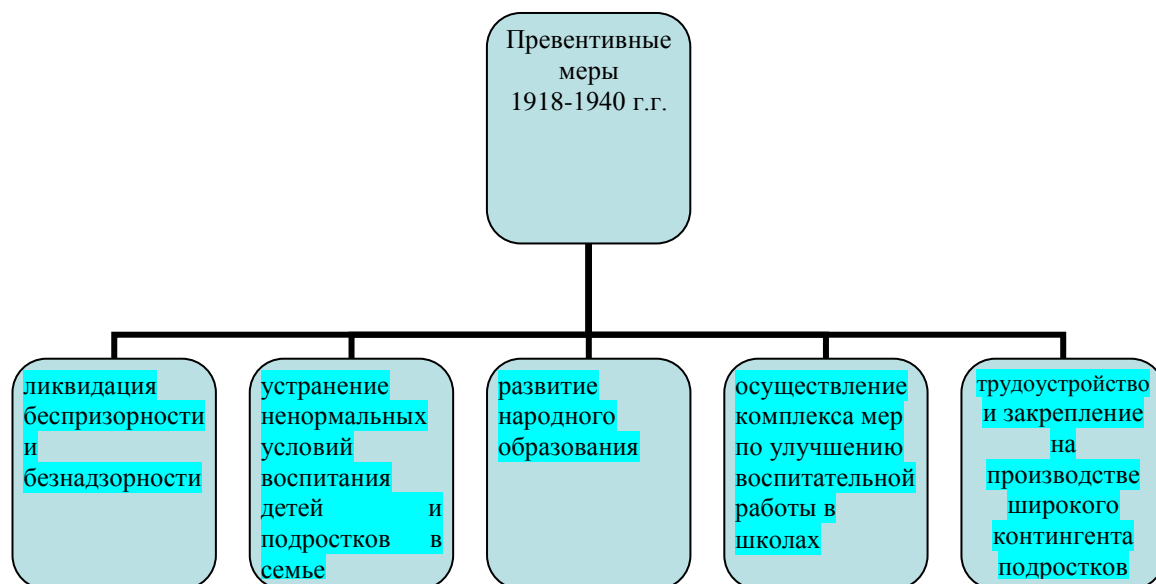 Превентивные
меры
1918-1940 г.г.
ликвидация
беспризорности
и
безнадзорности
устранение
ненормальных
условий
воспитания
детей и
подростков в
семье
развитие
народного
образования
осуществление
комплекса мер
по улучшению
воспитательной
работы в
школах
трудоустройство
и закрепление
на
производстве
широкого
контингента
подростков